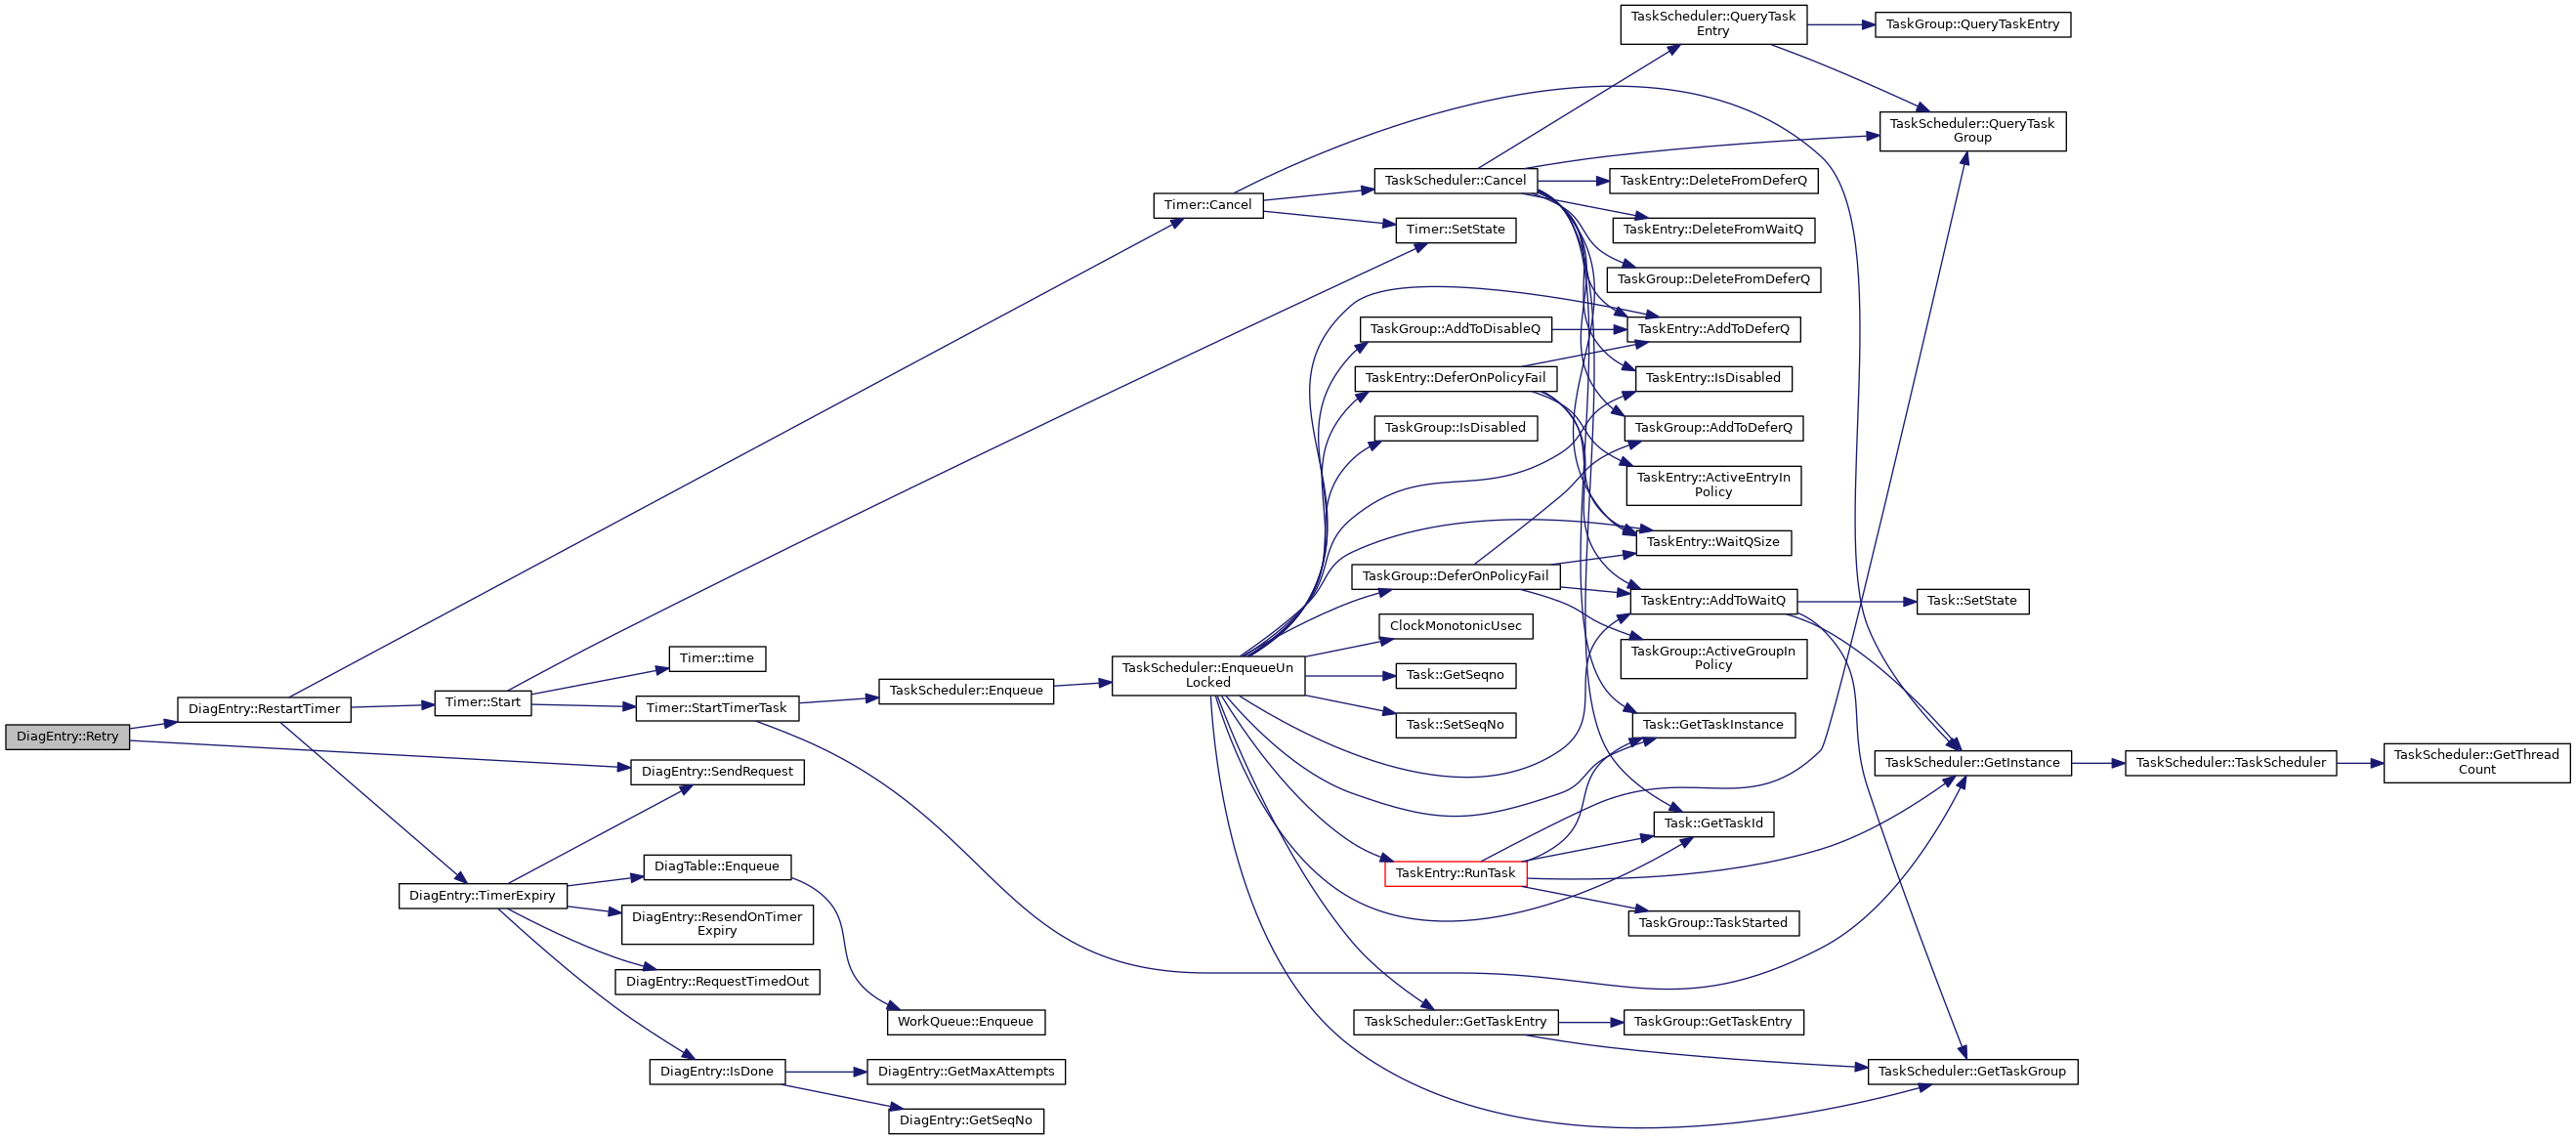 TaskScheduler::QueryTask
Entry
TaskGroup::QueryTaskEntry
TaskScheduler::QueryTask
Group
TaskScheduler::Cancel
TaskEntry::DeleteFromDeferQ
Timer::Cancel
Timer::SetState
TaskEntry::DeleteFromWaitQ
TaskGroup::DeleteFromDeferQ
TaskGroup::AddToDisableQ
TaskEntry::AddToDeferQ
TaskEntry::DeferOnPolicyFail
TaskEntry::IsDisabled
TaskGroup::IsDisabled
TaskGroup::AddToDeferQ
TaskEntry::ActiveEntryIn
Policy
TaskEntry::WaitQSize
TaskGroup::DeferOnPolicyFail
TaskEntry::AddToWaitQ
Task::SetState
ClockMonotonicUsec
TaskGroup::ActiveGroupIn
Policy
Timer::time
TaskScheduler::EnqueueUn
Locked
Task::GetSeqno
TaskScheduler::Enqueue
DiagEntry::RestartTimer
Timer::Start
Timer::StartTimerTask
Task::SetSeqNo
Task::GetTaskInstance
DiagEntry::Retry
DiagEntry::SendRequest
TaskScheduler::GetInstance
TaskScheduler::TaskScheduler
TaskScheduler::GetThread
Count
Task::GetTaskId
DiagTable::Enqueue
TaskEntry::RunTask
DiagEntry::TimerExpiry
DiagEntry::ResendOnTimer
Expiry
TaskGroup::TaskStarted
DiagEntry::RequestTimedOut
WorkQueue::Enqueue
TaskScheduler::GetTaskEntry
TaskGroup::GetTaskEntry
DiagEntry::IsDone
DiagEntry::GetMaxAttempts
TaskScheduler::GetTaskGroup
DiagEntry::GetSeqNo